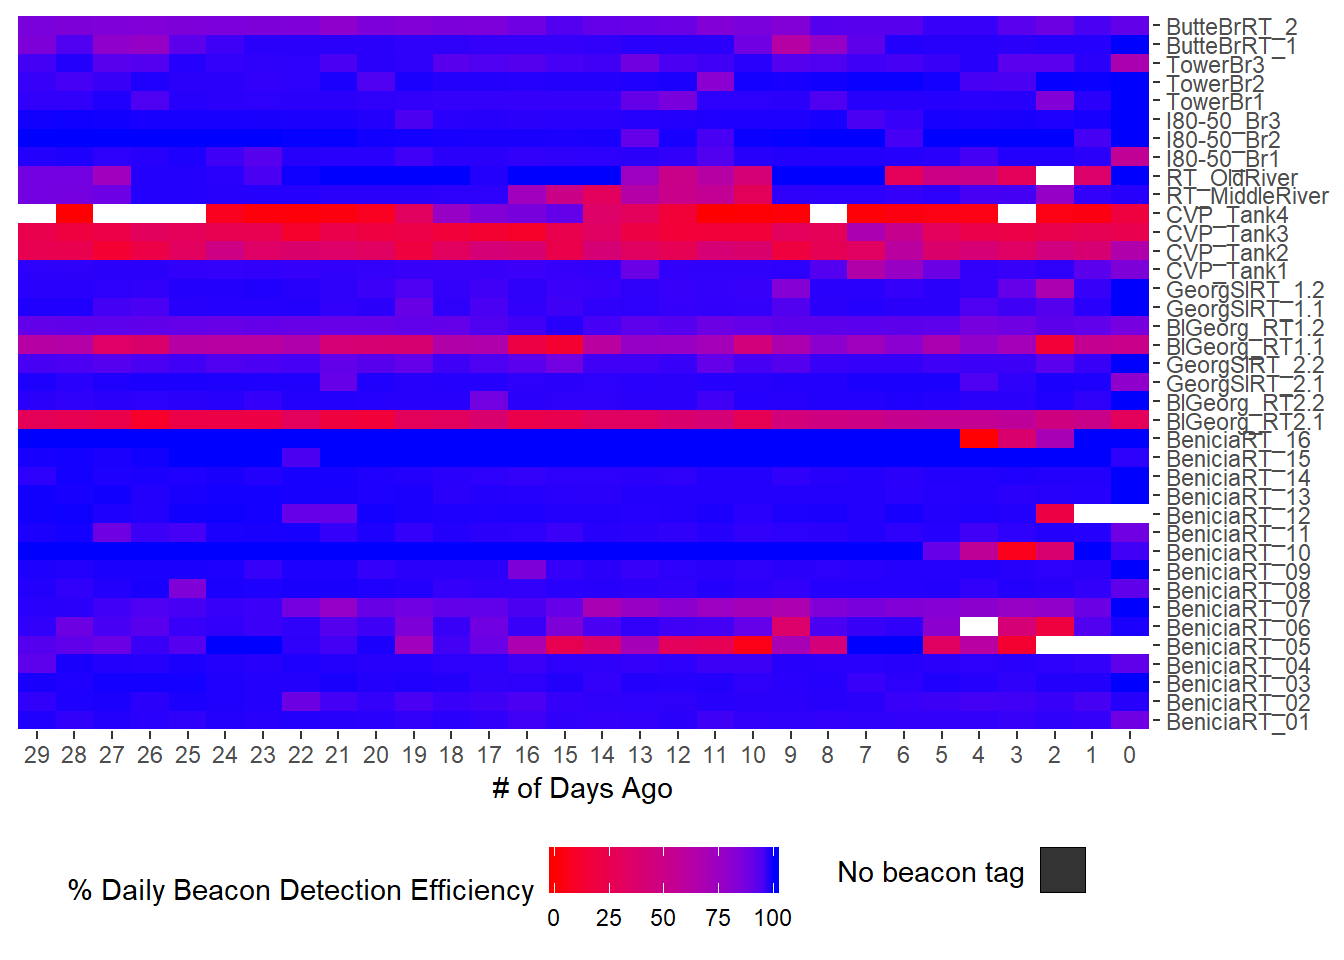 ButteBrRT_2
ButteBrRT_1
TowerBr3
TowerBr2
TowerBr1
I80-50_Br3
I80-50_Br2
I80-50_Br1
RT_OldRiver
RT_MiddleRiver
CVP_Tank4
CVP_Tank3
CVP_Tank2
CVP_Tank1
GeorgSlRT_1.2
GeorgSlRT_1.1
BlGeorg_RT1.2
BlGeorg_RT1.1
GeorgSlRT_2.2
GeorgSlRT_2.1
BlGeorg_RT2.2
BlGeorg_RT2.1
BeniciaRT_16
BeniciaRT_15
BeniciaRT_14
BeniciaRT_13
BeniciaRT_12
BeniciaRT_11
BeniciaRT_10
BeniciaRT_09
BeniciaRT_08
BeniciaRT_07
BeniciaRT_06
BeniciaRT_05
BeniciaRT_04
BeniciaRT_03
BeniciaRT_02
BeniciaRT_01
29 28 27 26 25 24 23 22 21 20 19 18 17 16 15 14 13 12 11 10 9 8 7 6 5 4 3 2 1 0
# of Days Ago
% Daily Beacon Detection Efficiency
0 25 50 75 100
No beacon tag